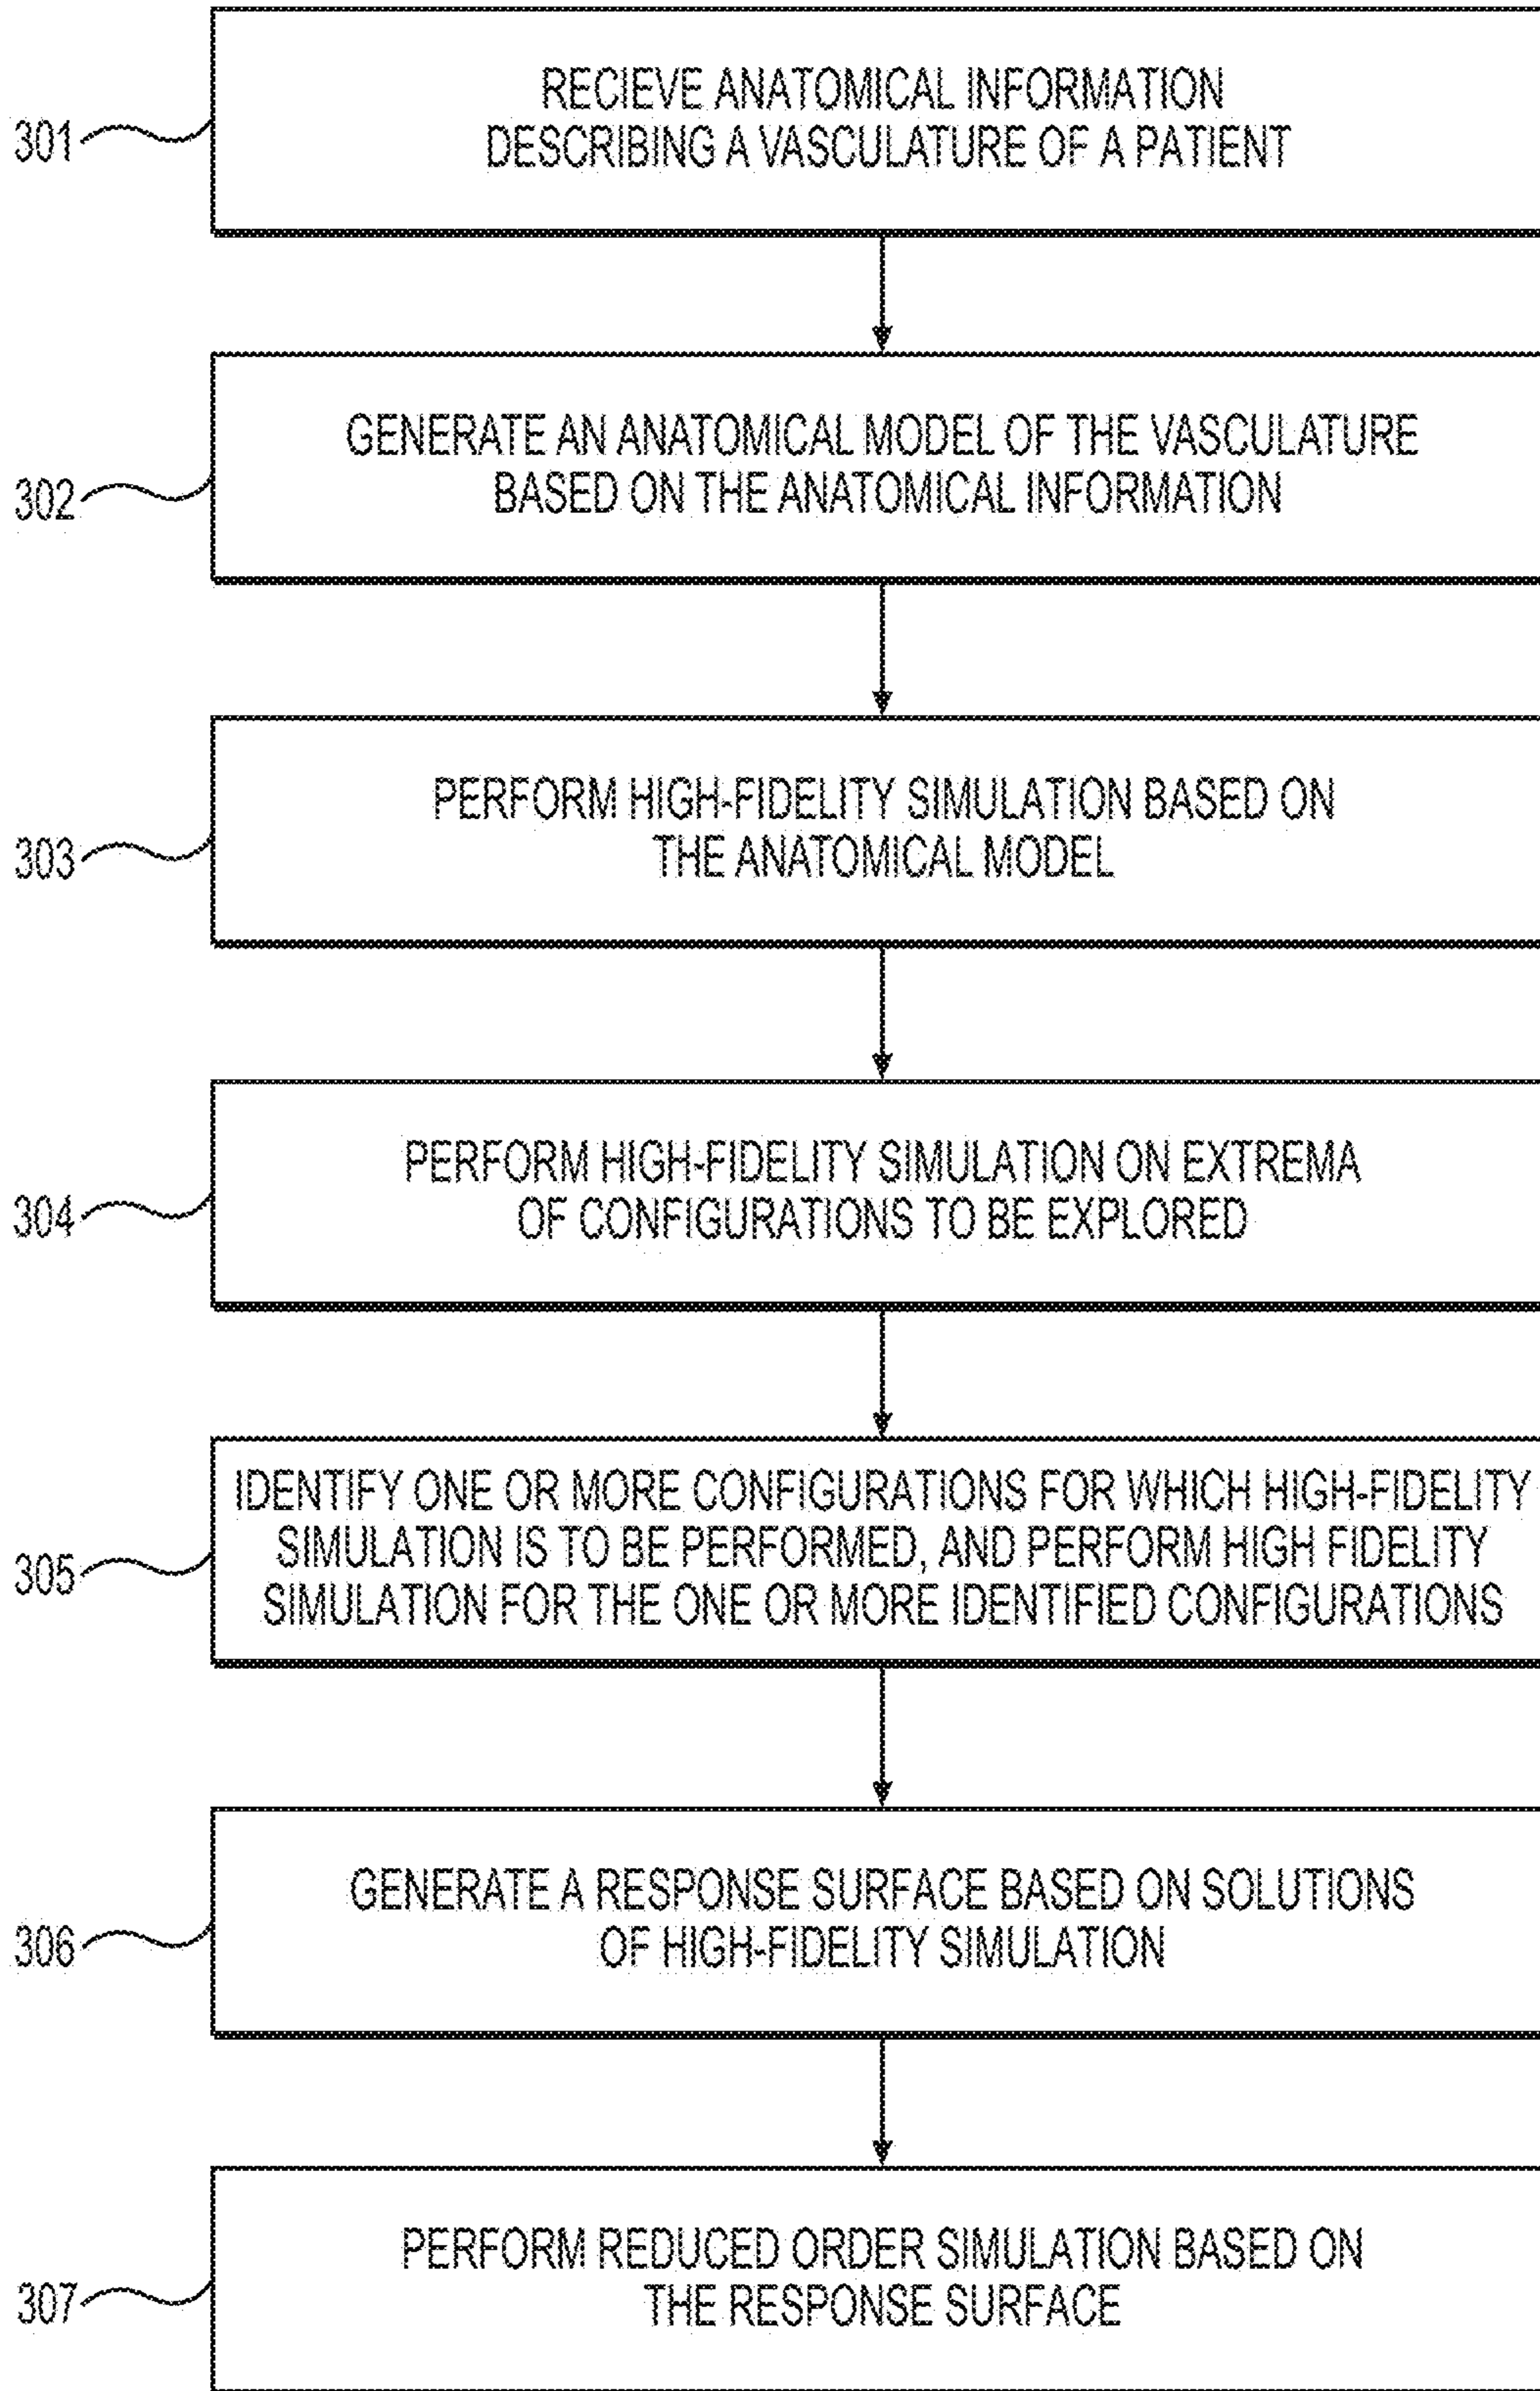 301
RECIEVE ANATOMICAL INFORMATION
DESCRIBING A VASCULATURE OF A PATIENT
302
GENERATE AN ANATOMICAL MODEL OF THE VASCULATURE
BASED ON THE ANATOMICAL INFORMATION
303
PERFORM HIGH-FIDELITY SIMULATION BASED ON
THE ANATOMICAL MODEL
304
PERFORM HIGH-FIDELITY SIMULATION ON EXTREMA
OF CONFIGURATIONS TO BE EXPLORED
305
IDENTIFY ONE OR MORE CONFIGURATIONS FOR WHICH HIGH-FIDELITY
SIMULATION IS TO BE PERFORMED, AND PERFORM HIGH FIDELITY
SIMULATION FOR THE ONE OR MORE IDENTIFIED CONFIGURATIONS
306
GENERATE A RESPONSE SURFACE BASED ON SOLUTIONS
OF HIGH-FIDELITY SIMULATION
307
PERFORM REDUCED ORDER SIMULATION BASED ON
THE RESPONSE SURFACE